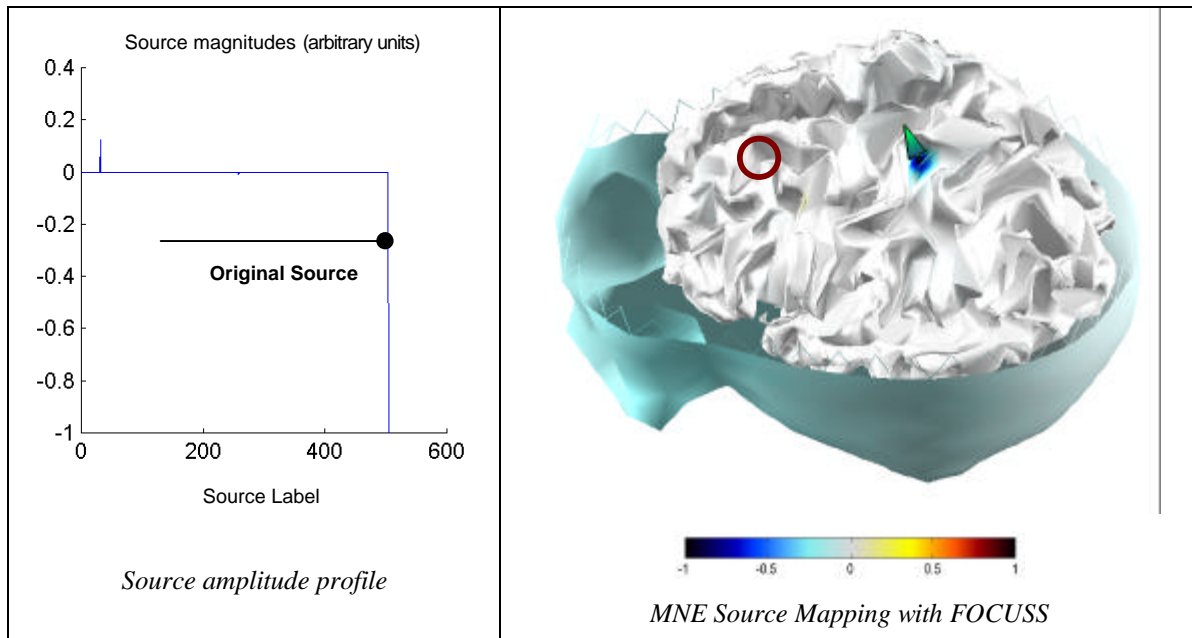 Source magnitudes (arbitrary units)
0.4
0.2
0
-0.2
-0.4
-0.6
-0.8
-1
Original Source
0 200 400 600
Source Label
Source amplitude profile
-1 -0.5 0 0.5 1
MNE Source Mapping with FOCUSS